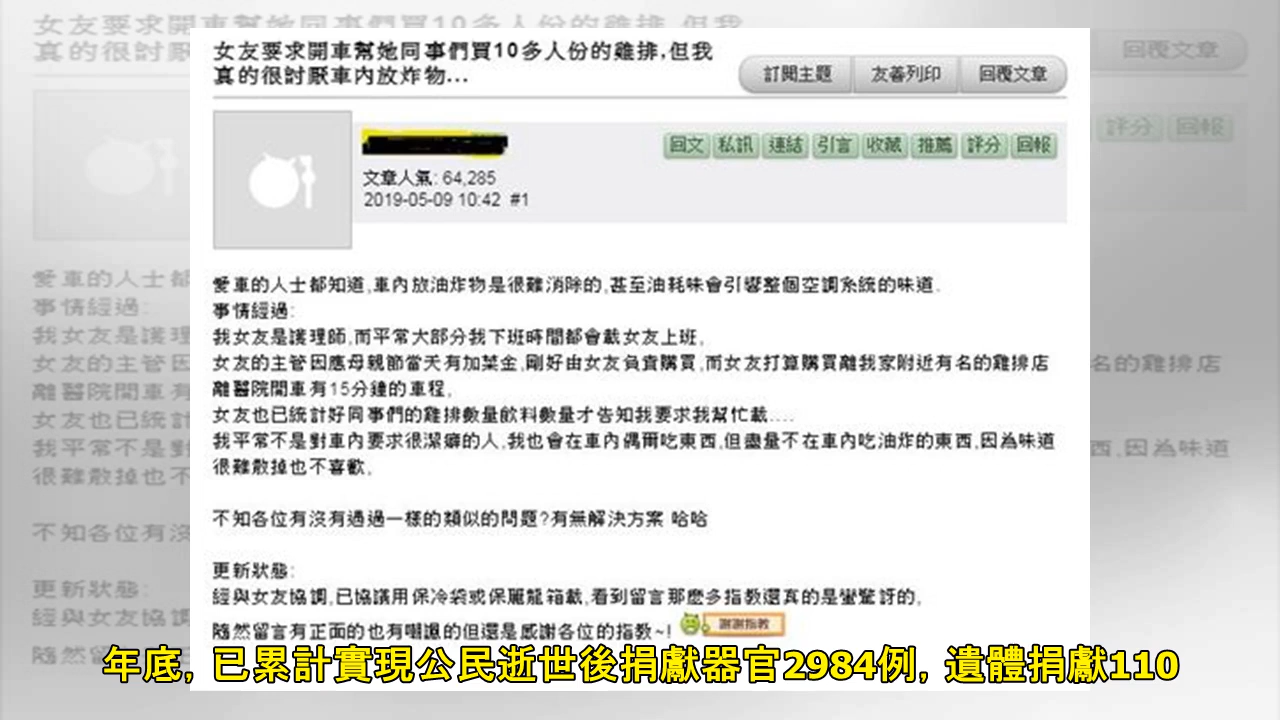 女友要求開車幫她同事們買10多人份的雞排,但我
真的很討厭車內放炸物...
訂閱主題 友善列印 回覆文章
回文 私訊 連結 引言 收藏 推薦 評分 回報
文章人氣: 64,285
2019-05-09 10:42 #1
愛車的人士都知道,車內放油炸物是很難消除的,甚至油耗味會引響整個空調系統的味道.
事情經過:
我女友是護理師,而平常大部分我下班時間都會載女友上班,
女友的主管因應母親節當天有加菜金,剛好由女友負責購買,而女友打算購買離我家附近有名的雞排店
離醫院開車有15分鐘的車程,
女友也已統計好同事們的雞排數量飲料數量才告知我要求我幫忙載....
我平常不是對車內要求很潔癖的人,我也會在車內偶爾吃東西,但盡量不在車內吃油炸的東西,因為味道
很難散掉也不喜歡,
不知各位有沒有遇過一樣的類似的問題?有無解決方案 哈哈
更新狀態:
經與女友協調,已協議用保冷袋或保麗龍箱載,看到留言那麼多指教還真的是蠻驚訝的,
隨然留言有正面的也有嘲諷的但還是感謝各位的指教~! 謝謝指教
年底，已累計實現公民逝世後捐獻器官2984例，遺體捐獻110